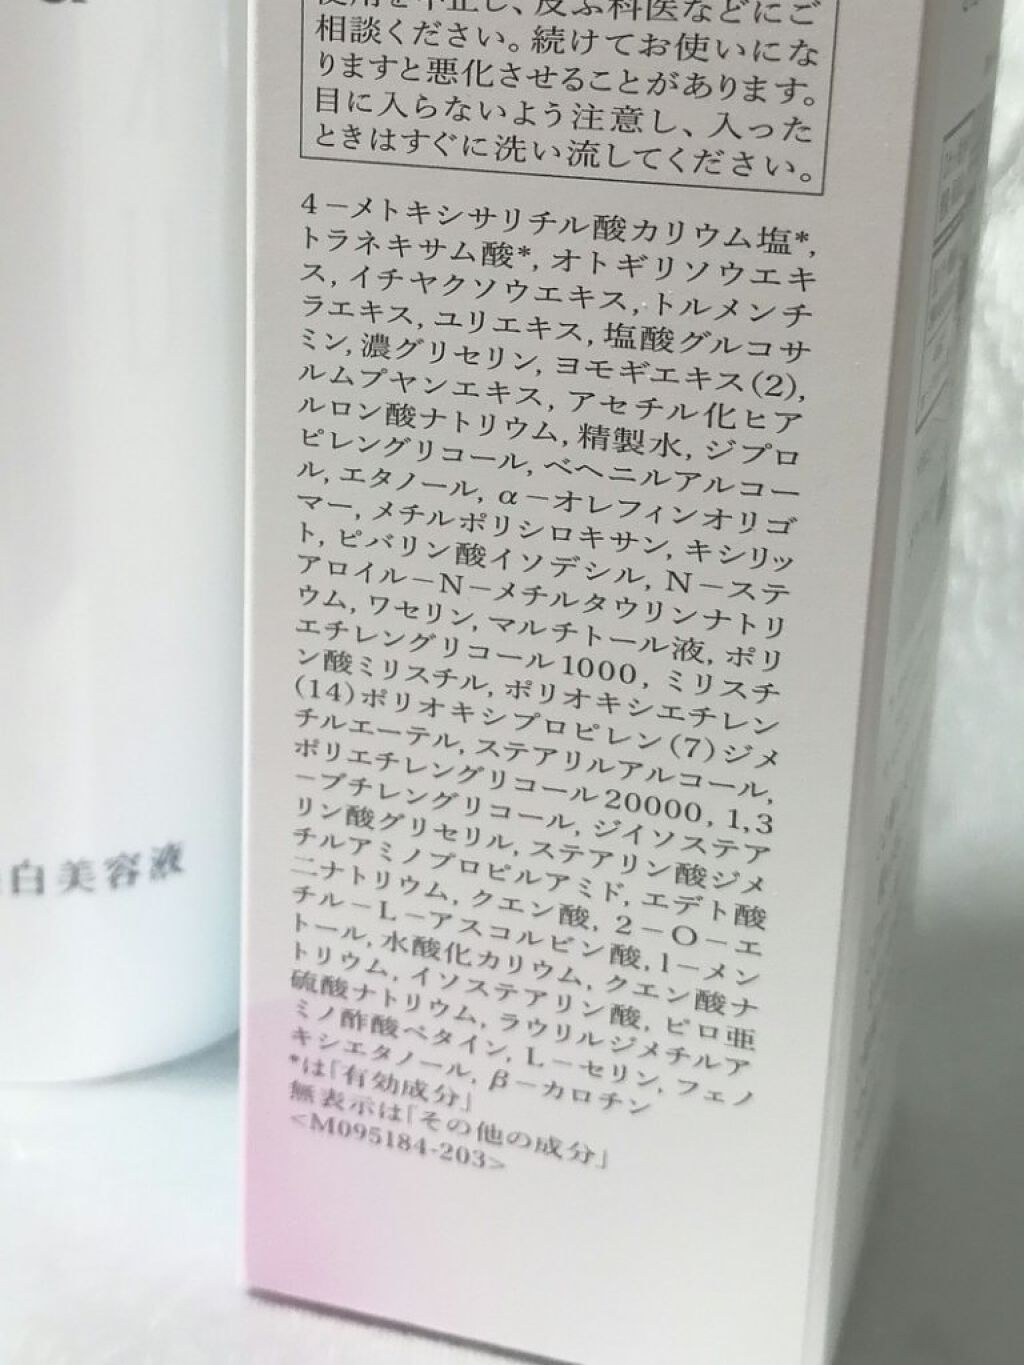 使用を中止し、皮ふ科医などにご
相談ください。続けてお使いにな
りますと悪化させることがあります。
目に入らないよう注意し、入った
ときはすぐに洗い流してください。
4－メトキシサリチル酸カリウム塩*,
トラネキサム酸*, オトギリソウエキ
ス, イチヤクソウエキス, トルメンチ
ラエキス, ユリエキス, 塩酸グルコサ
ミン, 濃グリセリン, ヨモギエキス(2),
ルムプヤンエキス, アセチル化ヒア
ルロン酸ナトリウム, 精製水, ジプロ
ピレングリコール, ベヘニルアルコー
ル, エタノール, α－オレフィンオリゴ
マー, メチルポリシロキサン, キシリッ
ト, ピバリン酸イソデシル, N－ステ
アロイル－N－メチルタウリンナトリ
ウム, ワセリン, マルチトール液, ポリ
エチレングリコール1000, ミリスチ
ン酸ミリスチル, ポリオキシエチレン
(14)ポリオキシプロピレン(7)ジメ
チルエーテル, ステアリルアルコール,
ポリエチレングリコール20000, 1,3
－ブチレングリコール, ジイソステア
リン酸グリセリル, ステアリン酸ジメ
チルアミノプロピルアミド, エデト酸
二ナトリウム, クエン酸, 2－O－エ
チル－L－アスコルビン酸, l－メン
トール, 水酸化カリウム, クエン酸ナ
トリウム, イソステアリン酸, ピロ亜
硫酸ナトリウム, ラウリルジメチルア
ミノ酢酸ベタイン, L－セリン, フェノ
キシエタノール, β－カロチン
*は「有効成分」
無表示は「その他の成分」
<M095184-203>
白美容液